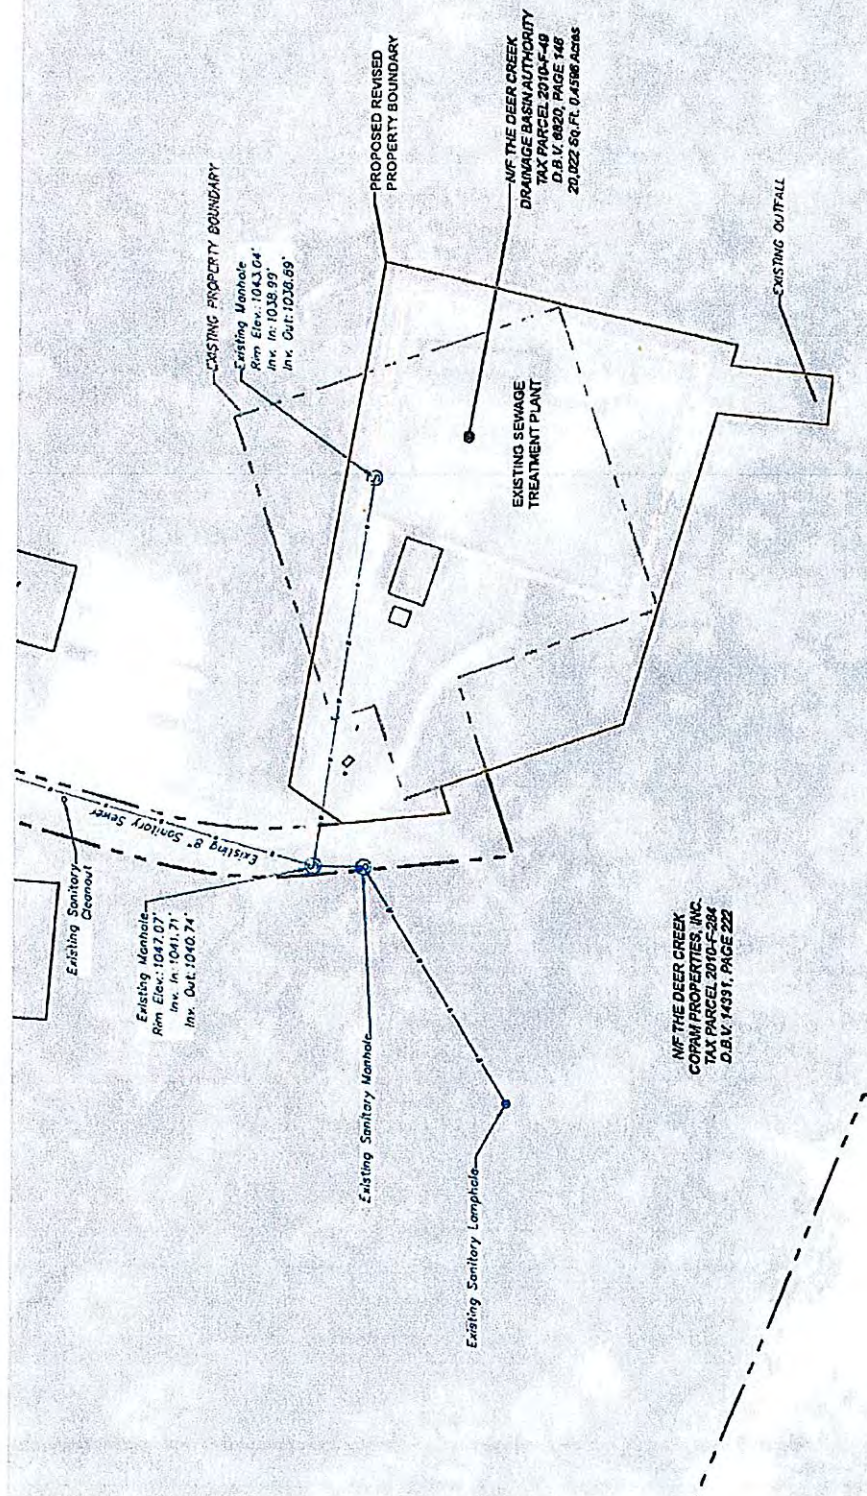 EXISTING PROPERTY BOUNDARY
Existing Manhole
Rim Elev.: 1043.04'
Inv. In: 1038.99'
Inv. Out: 1038.89'
PROPOSED REVISED
PROPERTY BOUNDARY
N/F THE DEER CREEK
DRAINAGE BASIN AUTHORITY
TAX PARCEL 2010-F-49
D.B.V. 6820, PAGE 148
20,022 Sq.Ft. 0.4596 Acres
EXISTING SEWAGE
TREATMENT PLANT
EXISTING OUTFALL
Existing 8" Sanitary Sewer
Existing Sanitary
Cleanout
Existing Manhole
Rim Elev.: 1047.07'
Inv. In: 1041.71'
Inv. Out: 1040.74'
Existing Sanitary Manhole
Existing Sanitary Lamphole
N/F THE DEER CREEK
COPAM PROPERTIES, INC.
TAX PARCEL 2010-F-284
D.B.V. 14391, PAGE 222